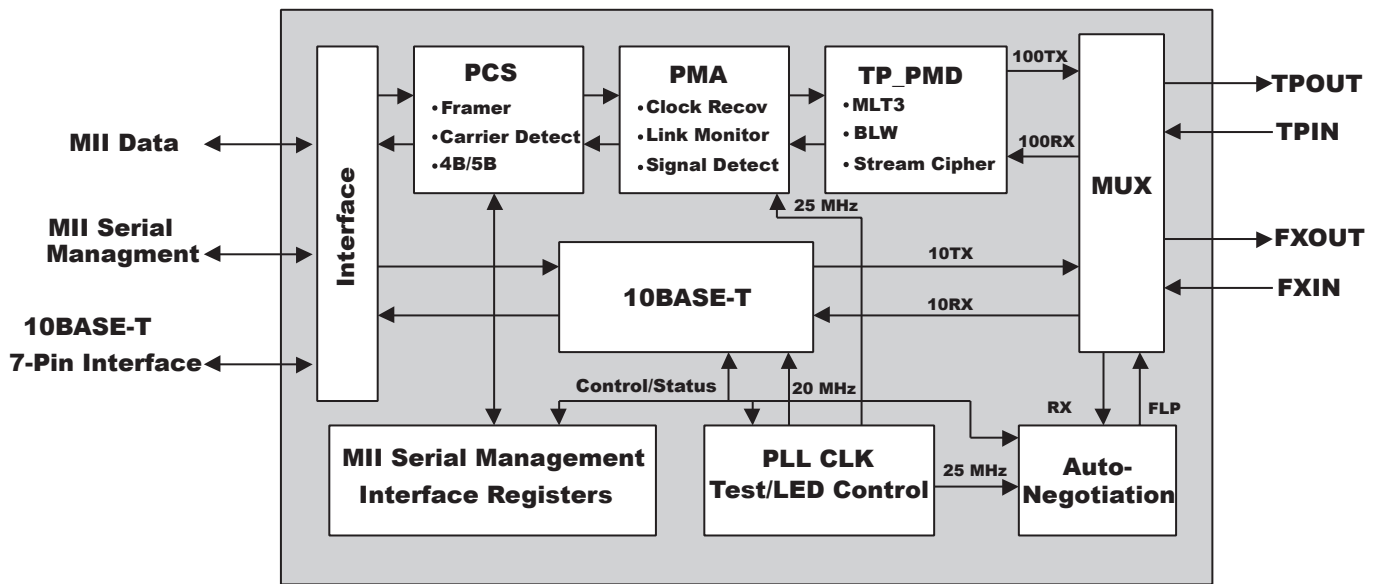 PCS
• Framer
• Carrier Detect
• 4B/5B
PMA
• Clock Recov
• Link Monitor
• Signal Detect
TP_PMD
• MLT3
• BLW
• Stream Cipher
100TX
100RX
MUX
TPOUT
TPIN
FXOUT
FXIN
MII Data
MII Serial
Managment
10BASE-T
7-Pin Interface
Interface
25 MHz
10BASE-T
10TX
10RX
Control/Status
20 MHz
RX
FLP
MII Serial Management
Interface Registers
PLL CLK
Test/LED Control
25 MHz
Auto-
Negotiation